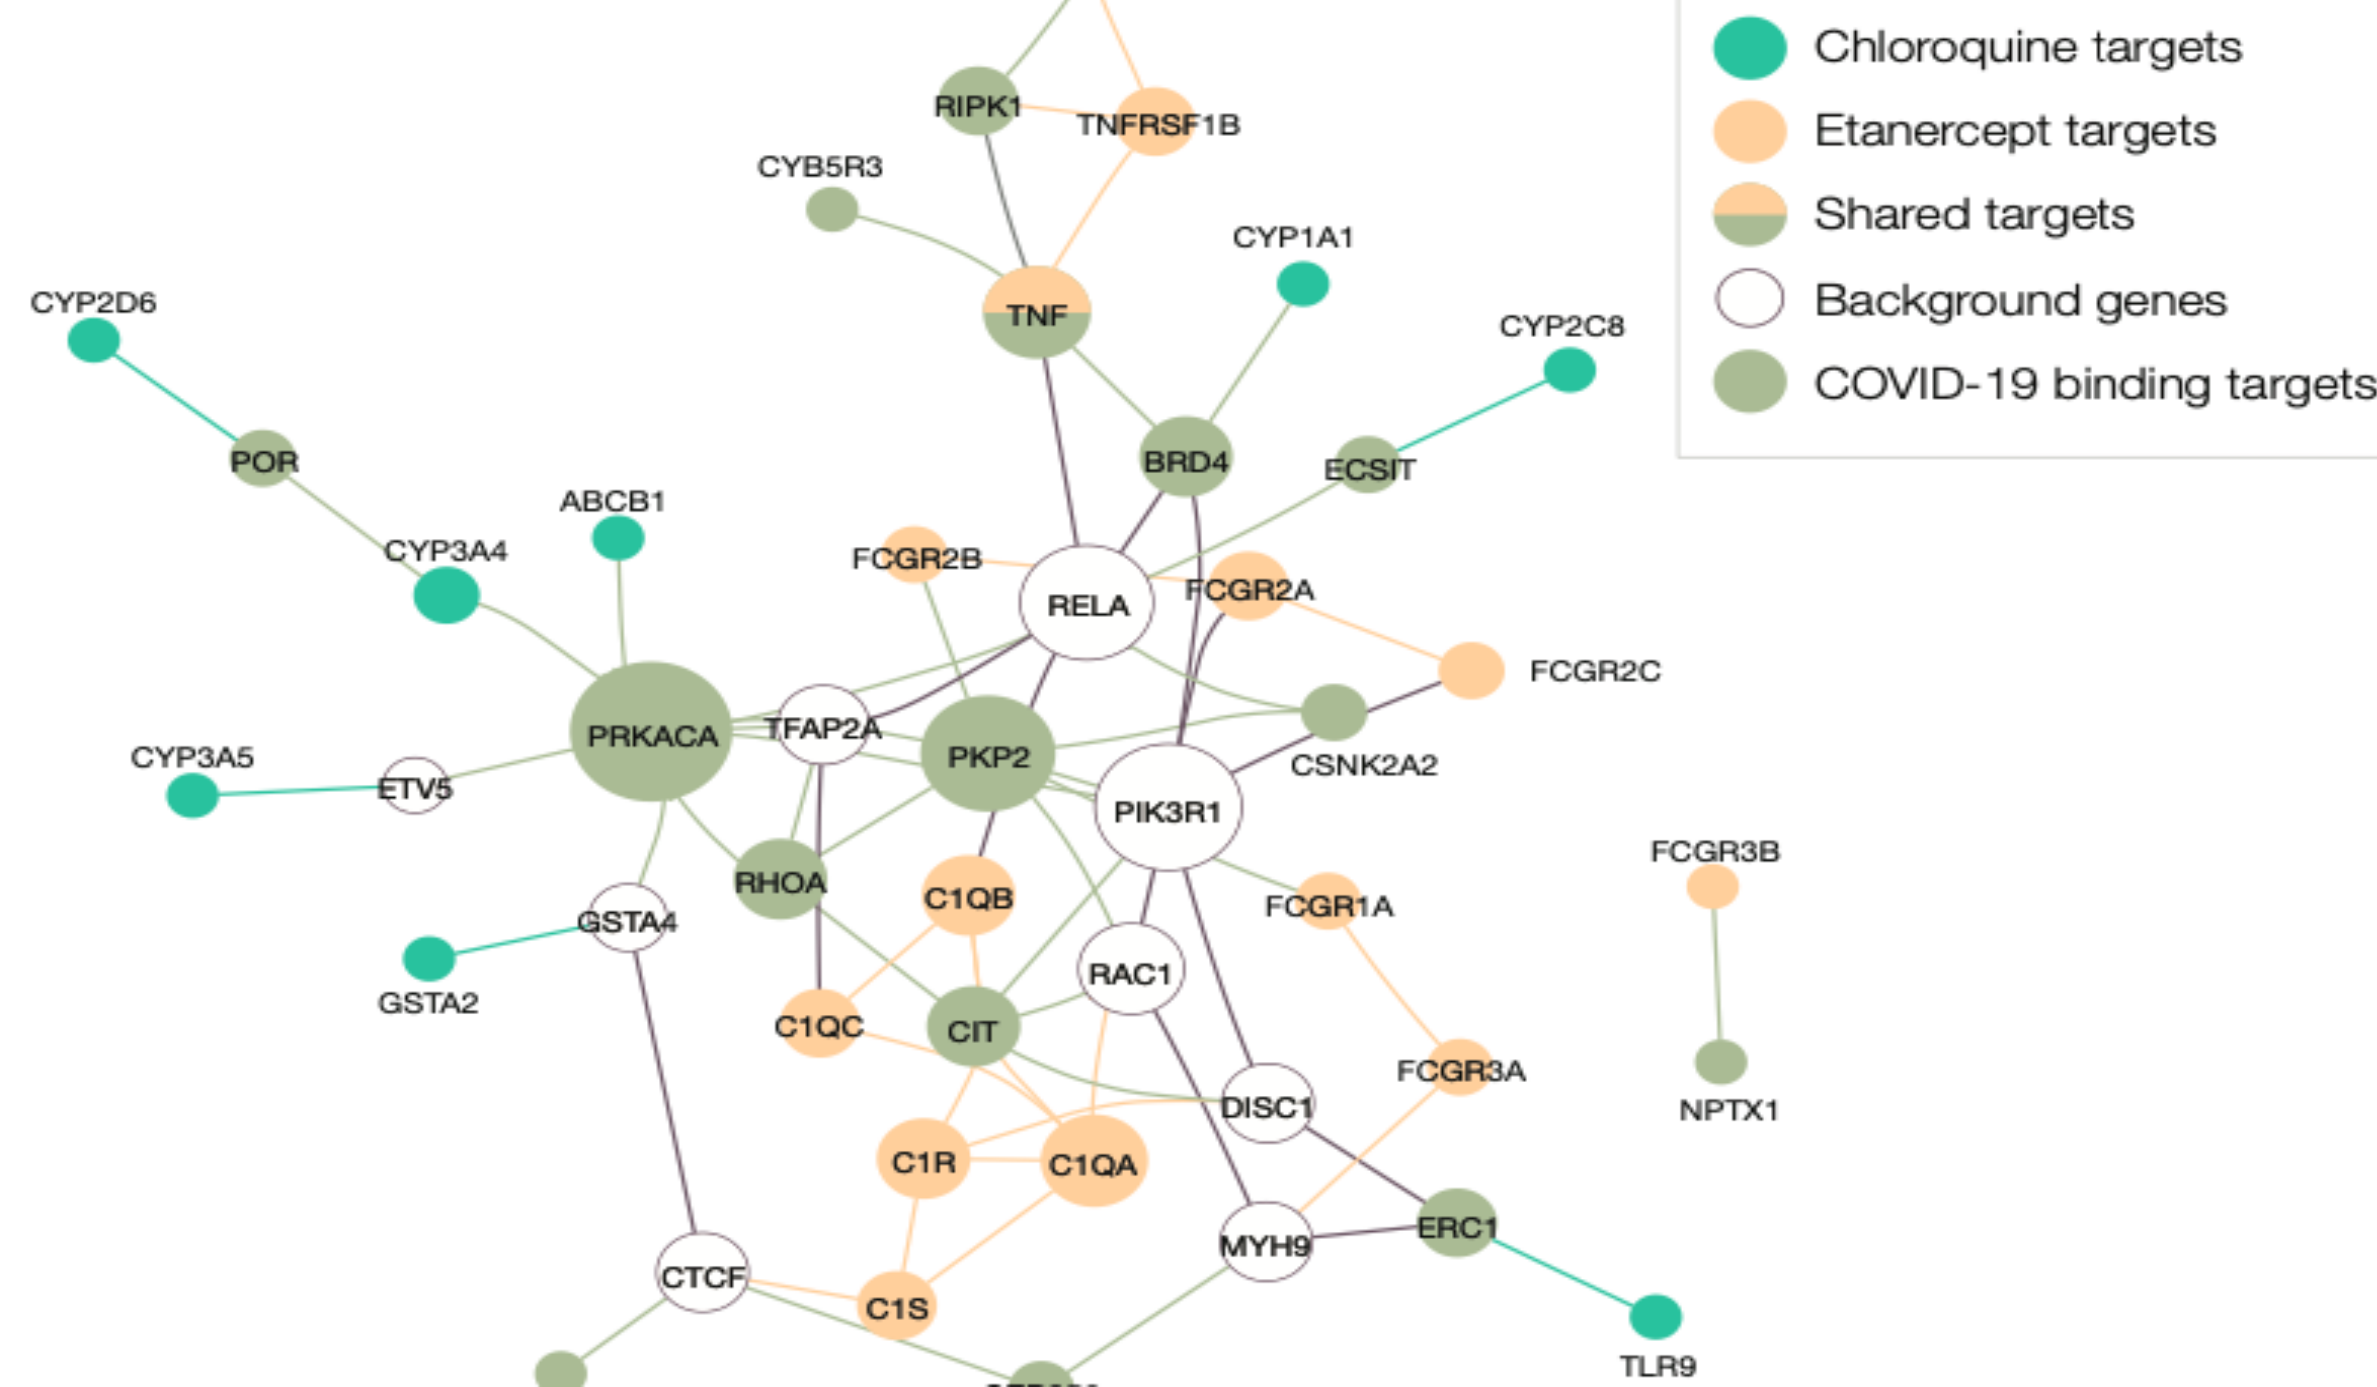 Chloroquine targets
Etanercept targets
Shared targets
Background genes
COVID-19 binding targets
RIPK1
TNFRSF1B
CYB5R3
CYP1A1
CYP2D6
TNF
CYP2C8
POR
BRD4
ECSIT
ABCB1
CYP3A4
FCGR2B
FCGR2A
RELA
FCGR2C
PRKACA
TFAP2A
PKP2
CSNK2A2
CYP3A5
ETV5
PIK3R1
FCGR3B
RHOA
C1QB
FCGR1A
GSTA4
RAC1
GSTA2
C1QC
CIT
FCGR3A
DISC1
NPTX1
C1R
C1QA
ERC1
MYH9
CTCF
C1S
TLR9